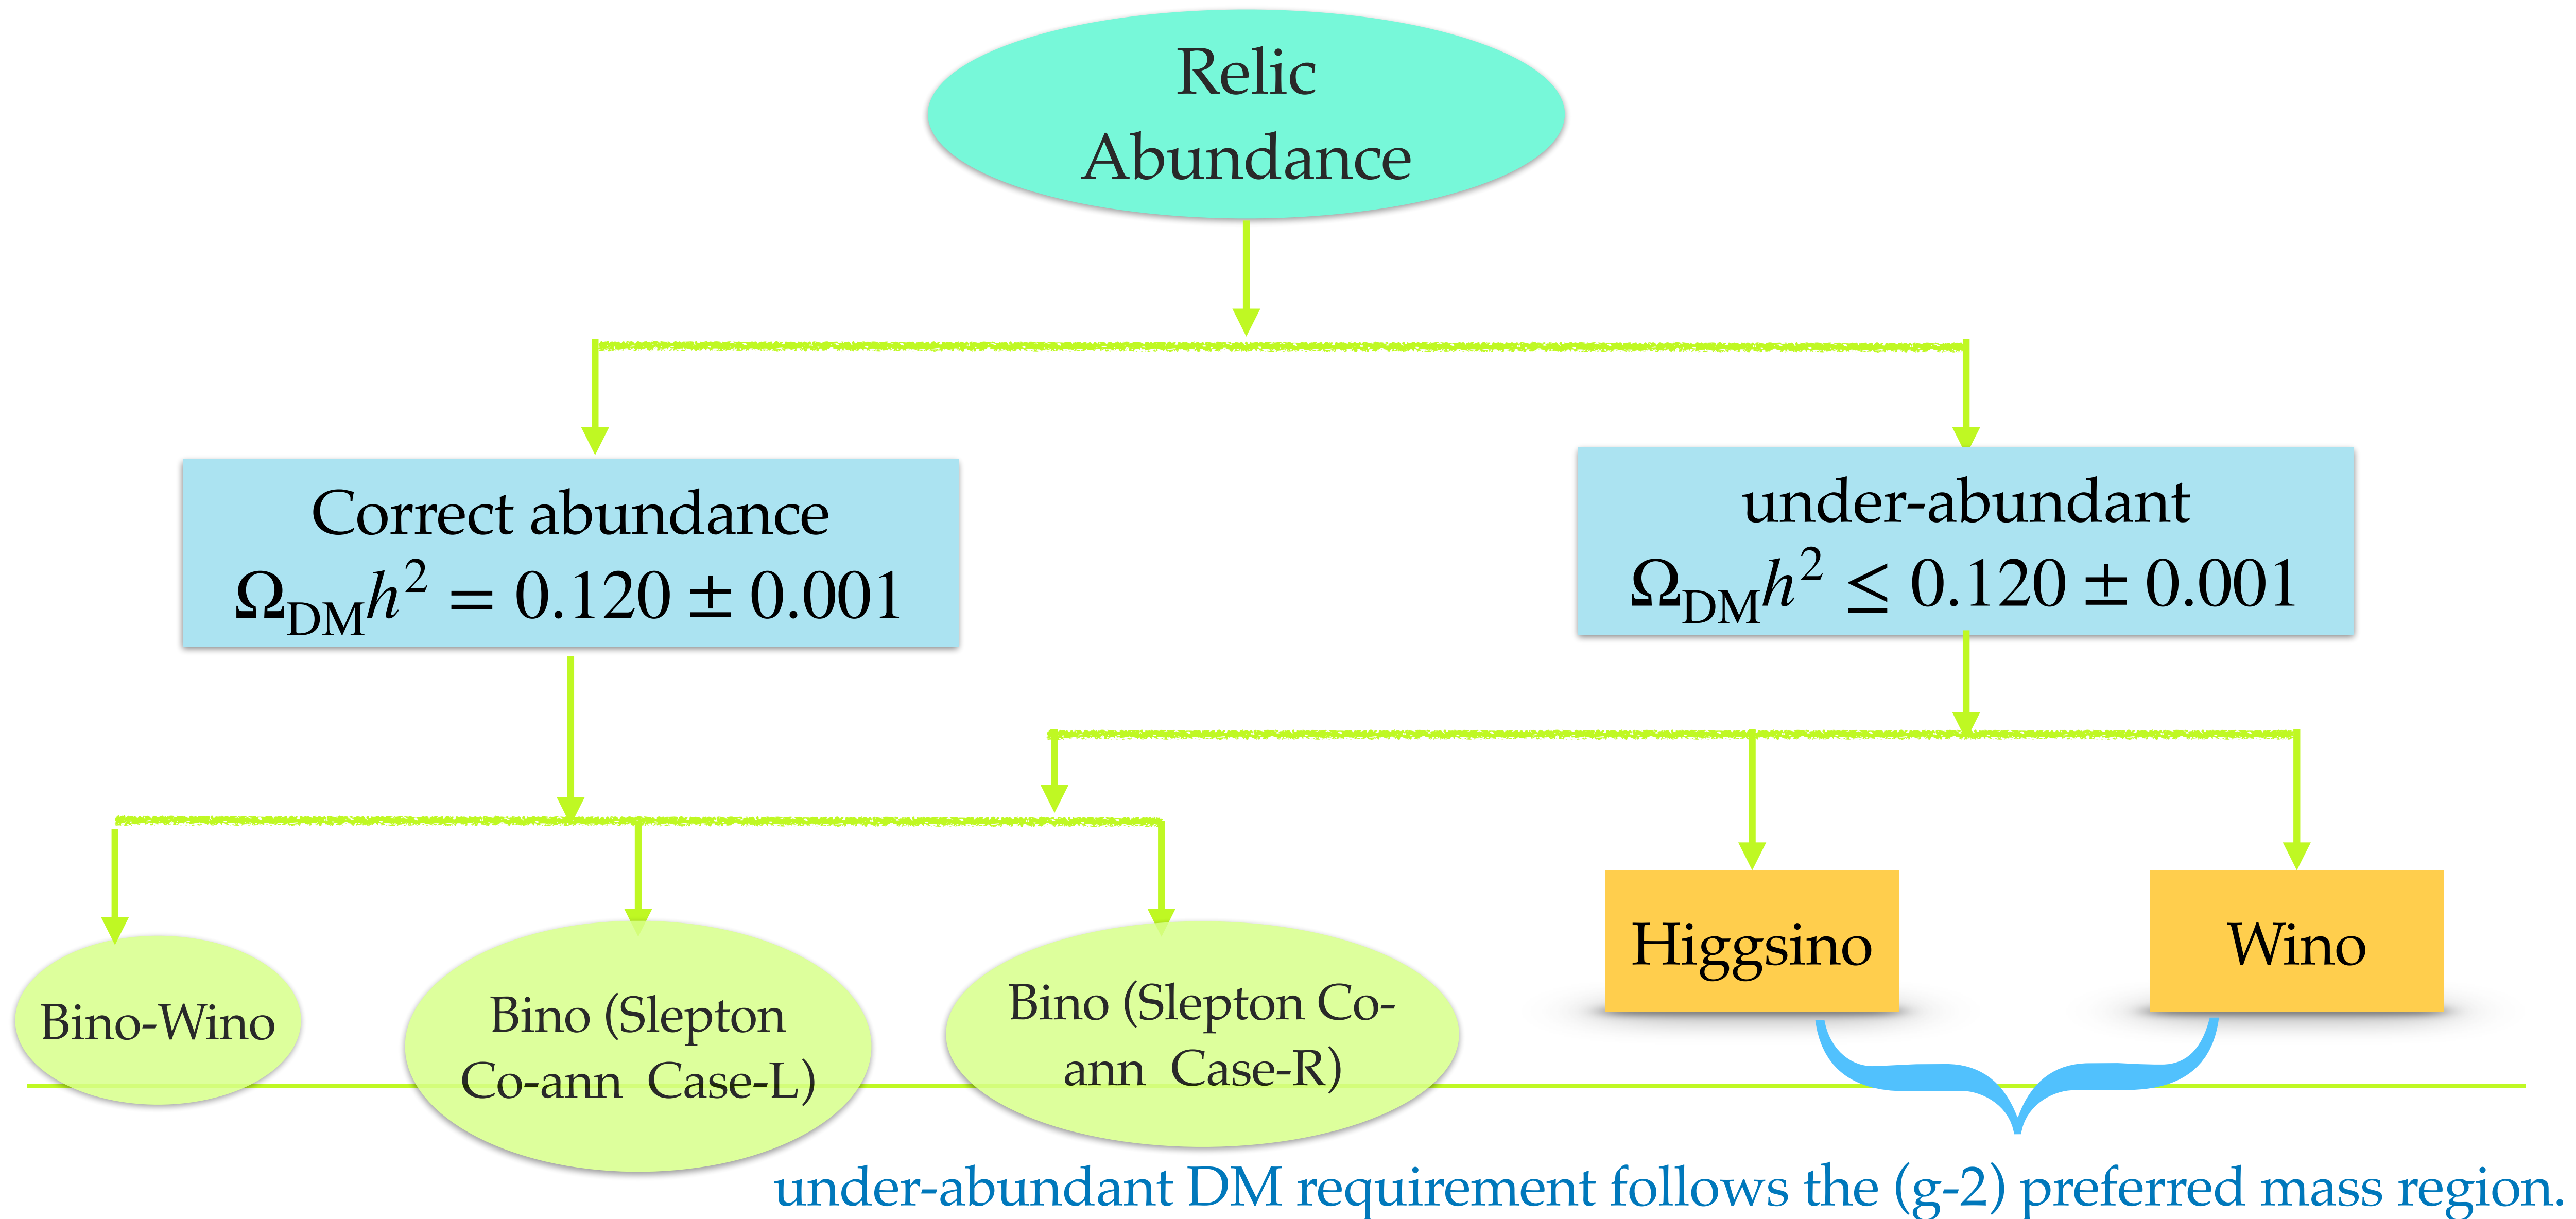 Relic
Abundance
Correct abundance
Ω_DM h² = 0.120 ± 0.001
under-abundant
Ω_DM h² ≤ 0.120 ± 0.001
Bino-Wino
Bino (Slepton
Co-ann Case-L)
Bino (Slepton Co-
ann Case-R)
Higgsino
Wino
under-abundant DM requirement follows the (g-2) preferred mass region.